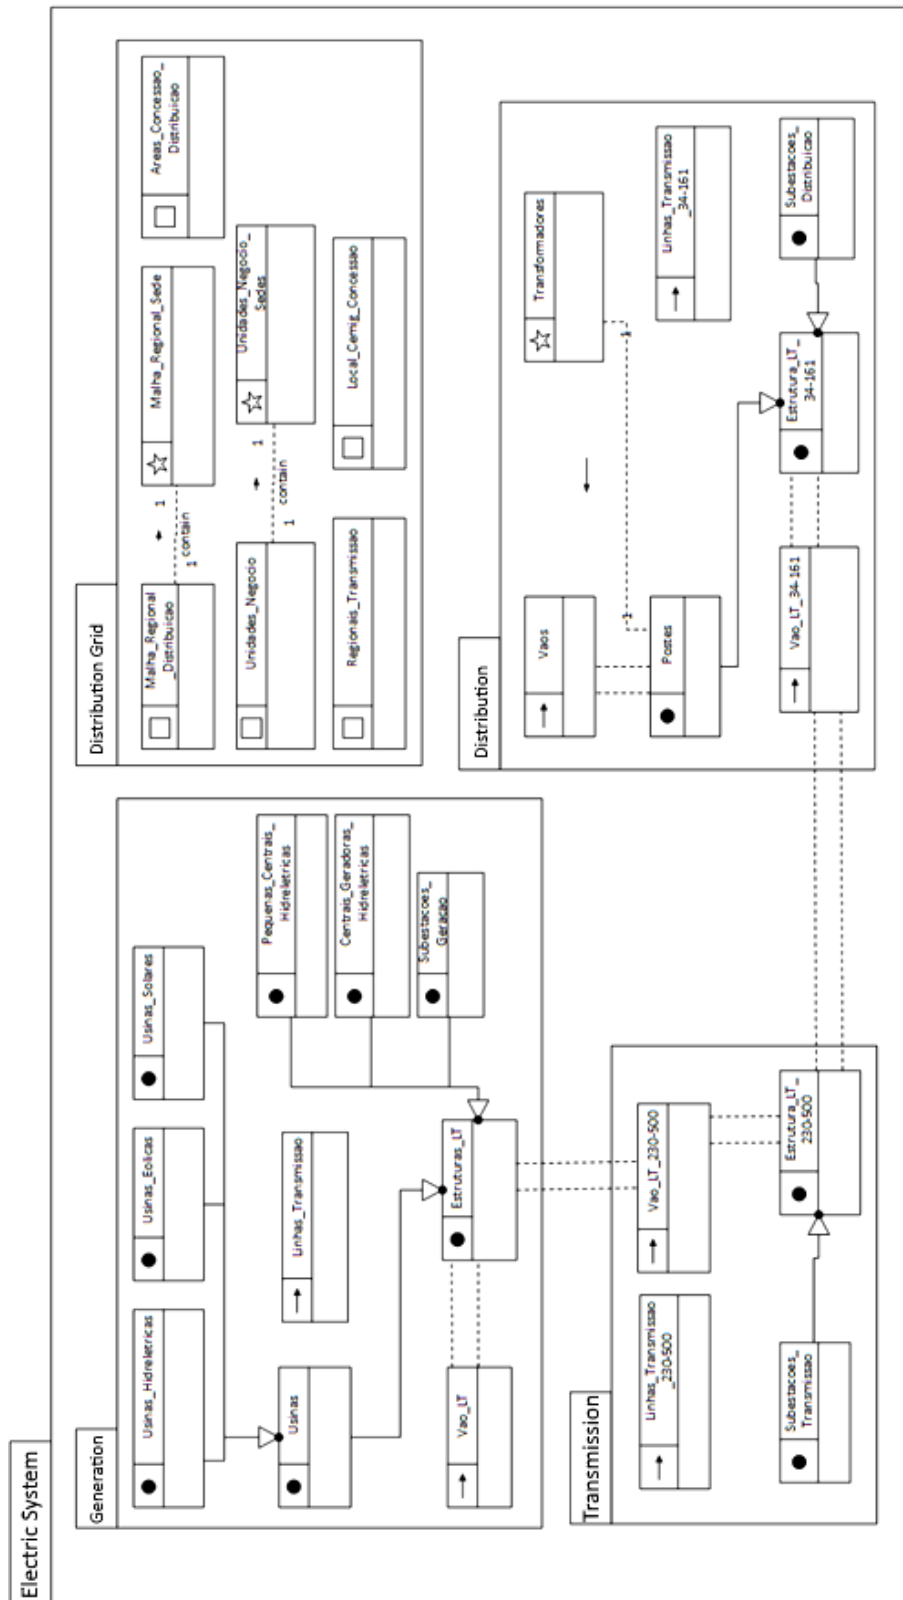 Electric System
Generation
Usinas_Hidreletricas
Usinas_Eolicas
Usinas_Solares
Usinas
Linhas_Transmissao
Pequenas_Centrais_
Hidreletricas
Centrais_Geradoras_
Hidreletricas
Subestacoes_
Geracao
Vao_LT
Estruturas_LT
Distribution Grid
Malha_Regional
_Distribuicao
1
contain
1
Malha_Regional_Sede
Areas_Concessao_
Distribuicao
Unidades_Negocio
1
contain
1
Unidades_Negocio_
Sedes
Regionais_Transmissao
Local_Cemig_Concessao
Transmission
Linhas_Transmissao
_230-500
Vao_LT_230-500
Subestacoes_
Transmissao
Estrutura_LT_
230-500
Distribution
Vaos
Transformadores
1
1
Postes
Linhas_Transmissao
_34-161
Vao_LT_34-161
Estrutura_LT_
34-161
Subestacoes_
Distribuicao